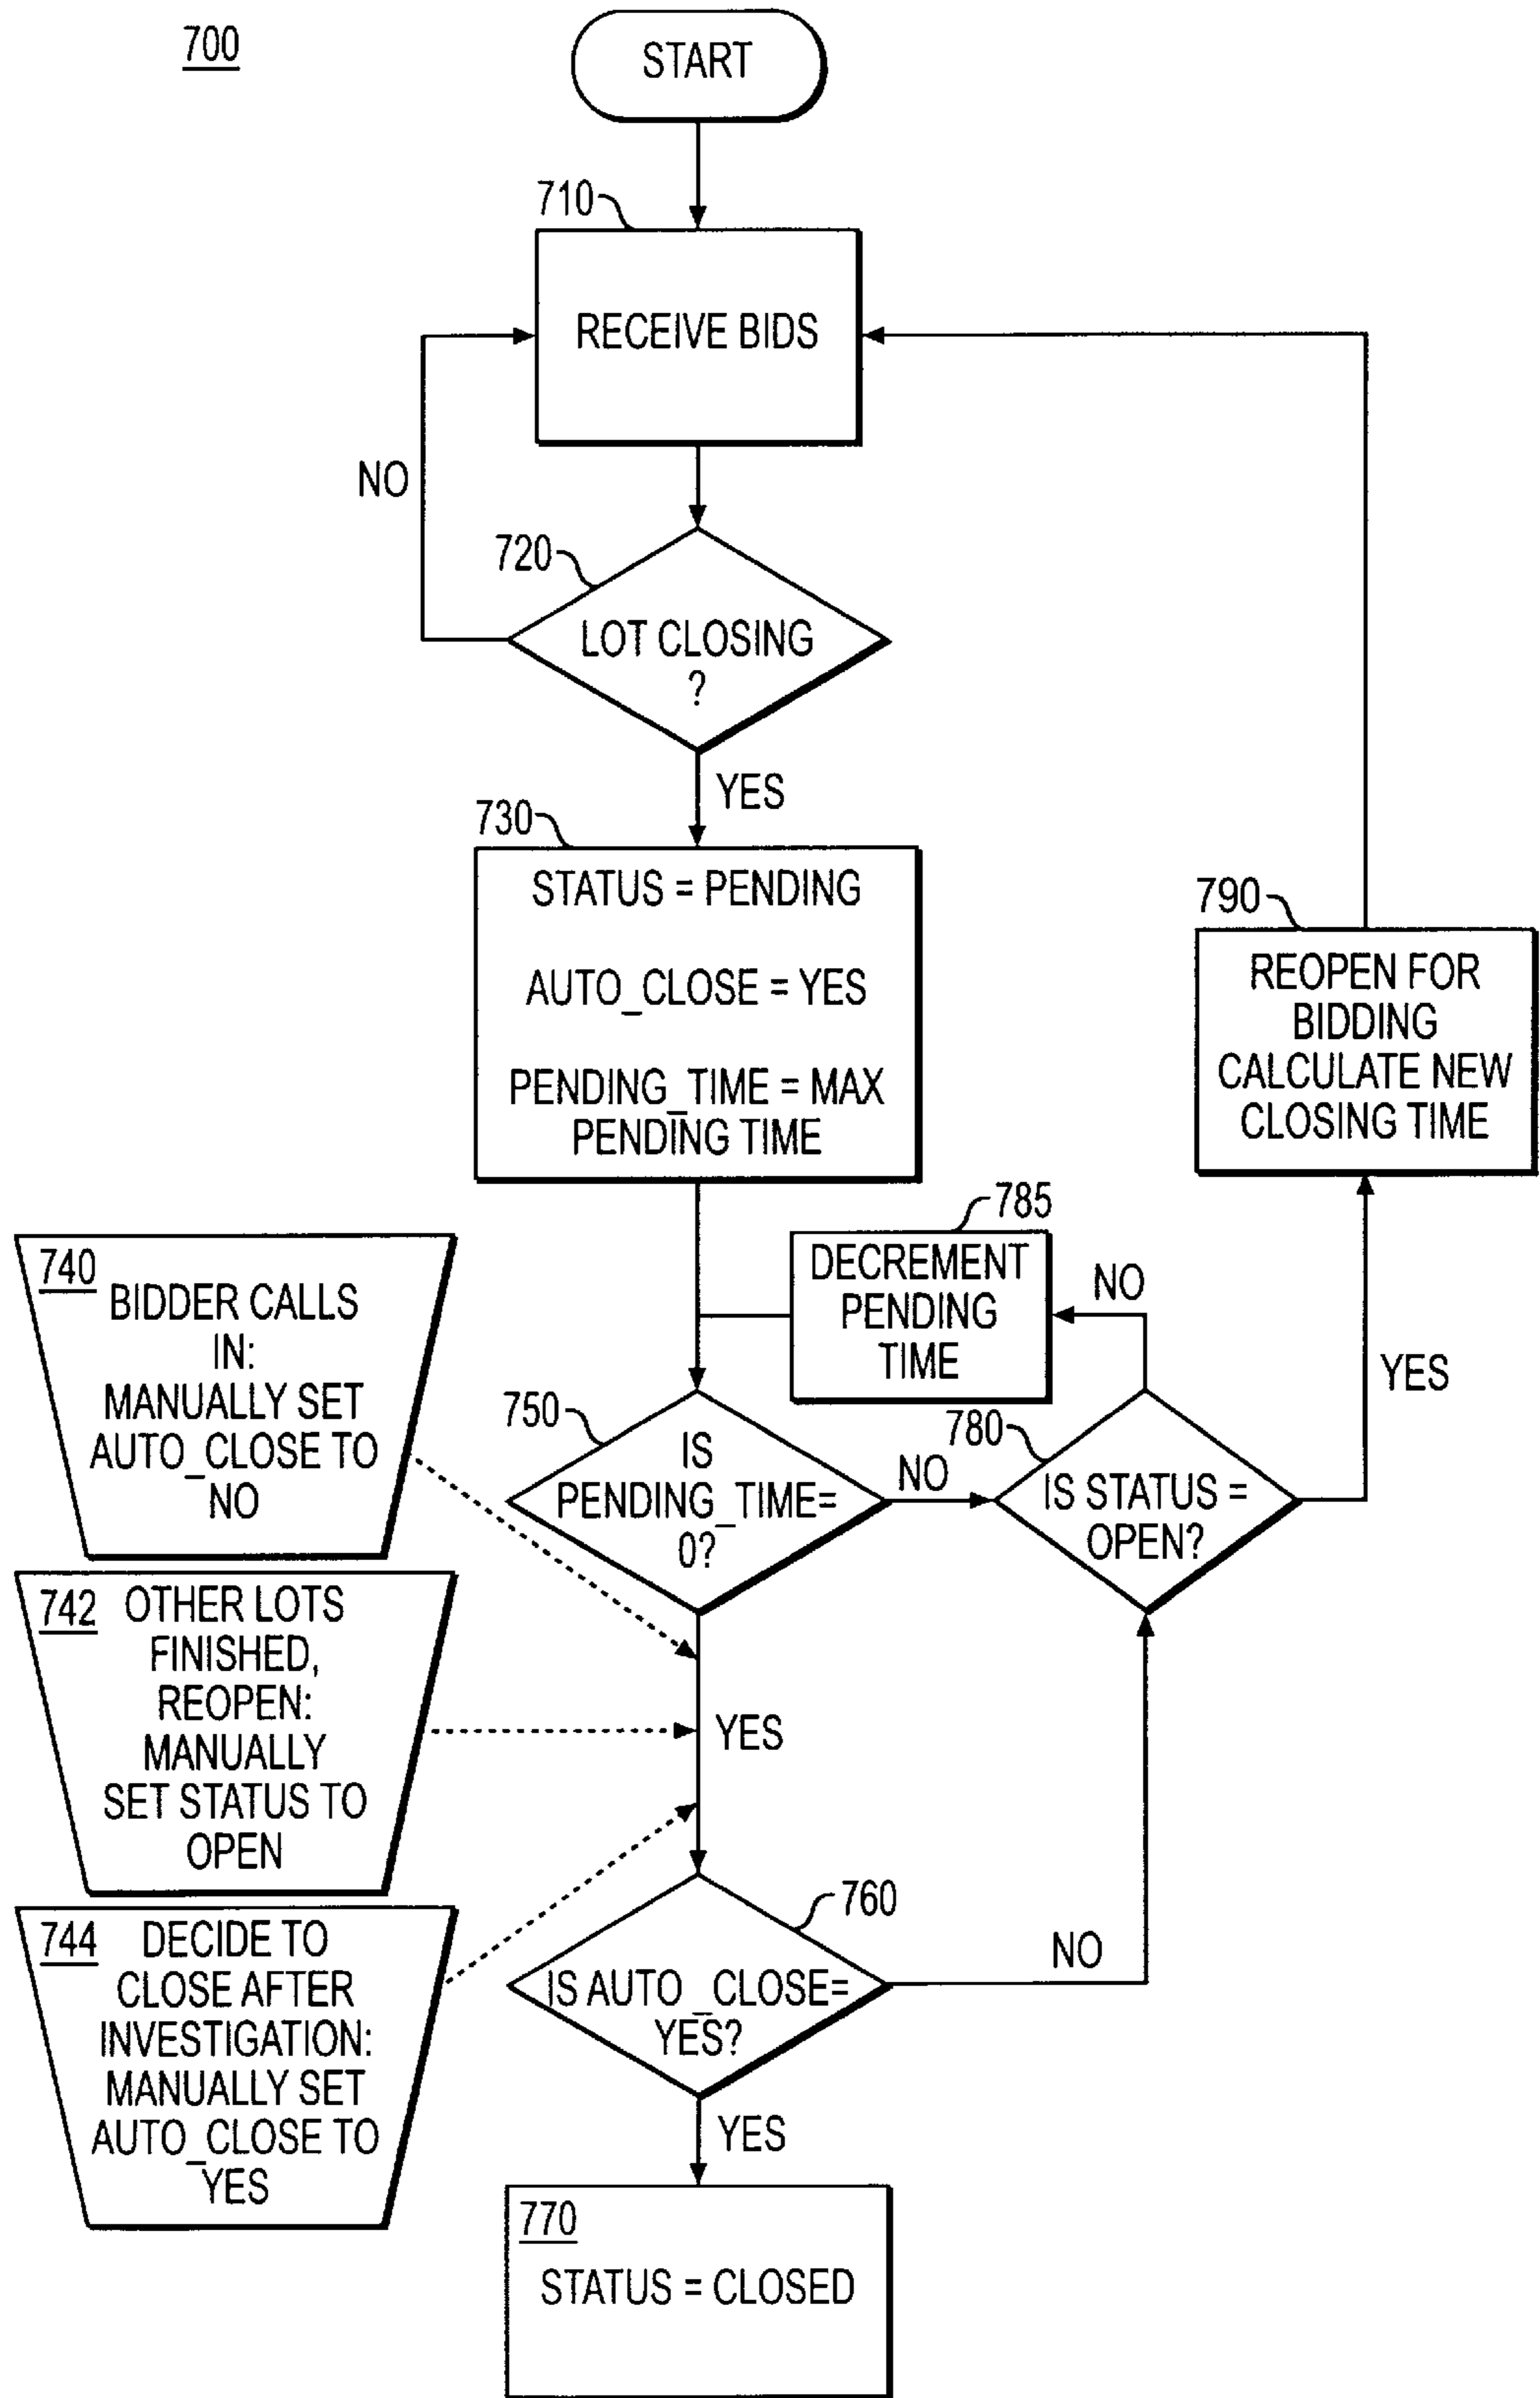 700
START
710
RECEIVE BIDS
NO
720
LOT CLOSING
?
YES
730
STATUS = PENDING
AUTO_CLOSE = YES
PENDING_TIME = MAX
PENDING TIME
790
REOPEN FOR
BIDDING
CALCULATE NEW
CLOSING TIME
785
DECREMENT
PENDING
TIME
NO
YES
740
BIDDER CALLS
IN:
MANUALLY SET
AUTO_CLOSE TO
NO
750
IS
PENDING_TIME=
0?
NO
780
IS STATUS =
OPEN?
742
OTHER LOTS
FINISHED,
REOPEN:
MANUALLY
SET STATUS TO
OPEN
YES
744
DECIDE TO
CLOSE AFTER
INVESTIGATION:
MANUALLY SET
AUTO_CLOSE TO
YES
760
IS AUTO_CLOSE=
YES?
NO
YES
770
STATUS = CLOSED